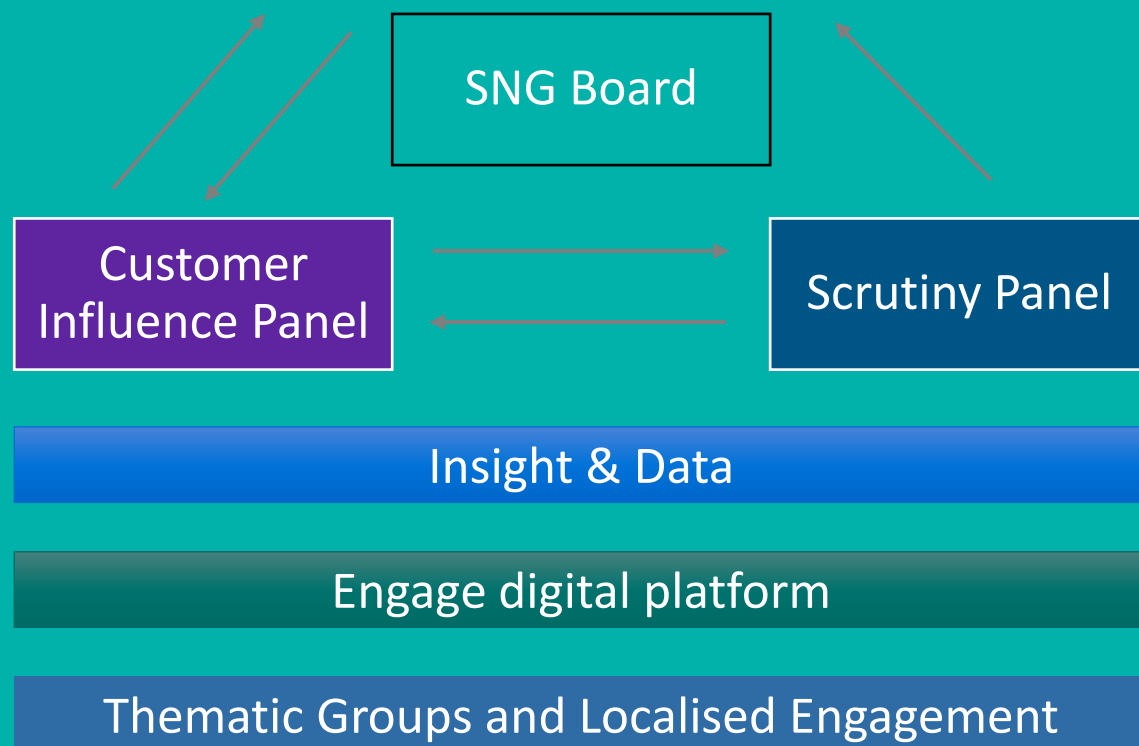 SNG Board
Customer
Influence Panel
Scrutiny Panel
Insight & Data
Engage digital platform
Thematic Groups and Localised Engagement